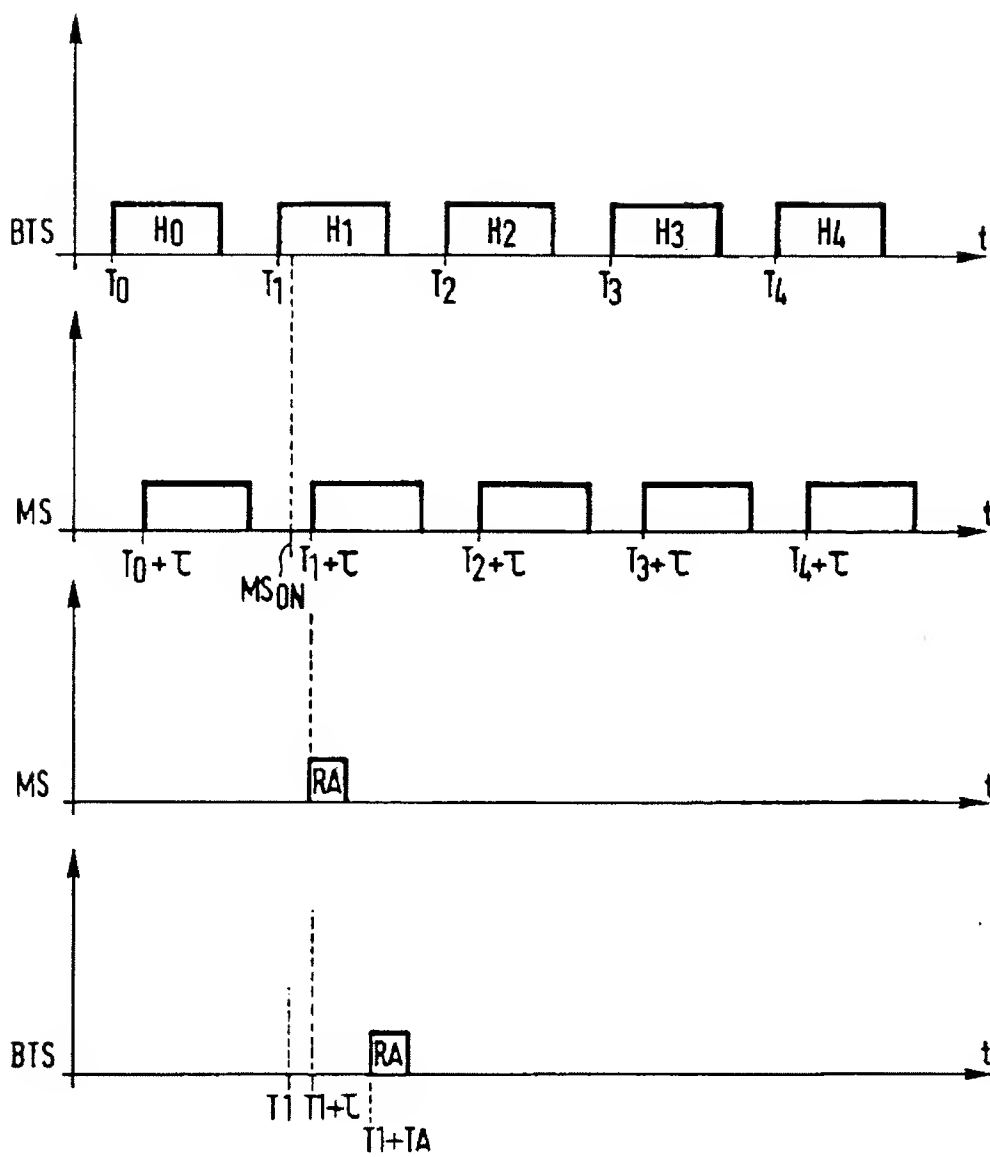 BTS H0 H1 H2 H3 H4 t
T0 T1 T2 T3 T4
MS t
T0+τ T1+τ T2+τ T3+τ T4+τ
MSON
MS RA t
BTS RA t
T1 T1+τ
T1+TA